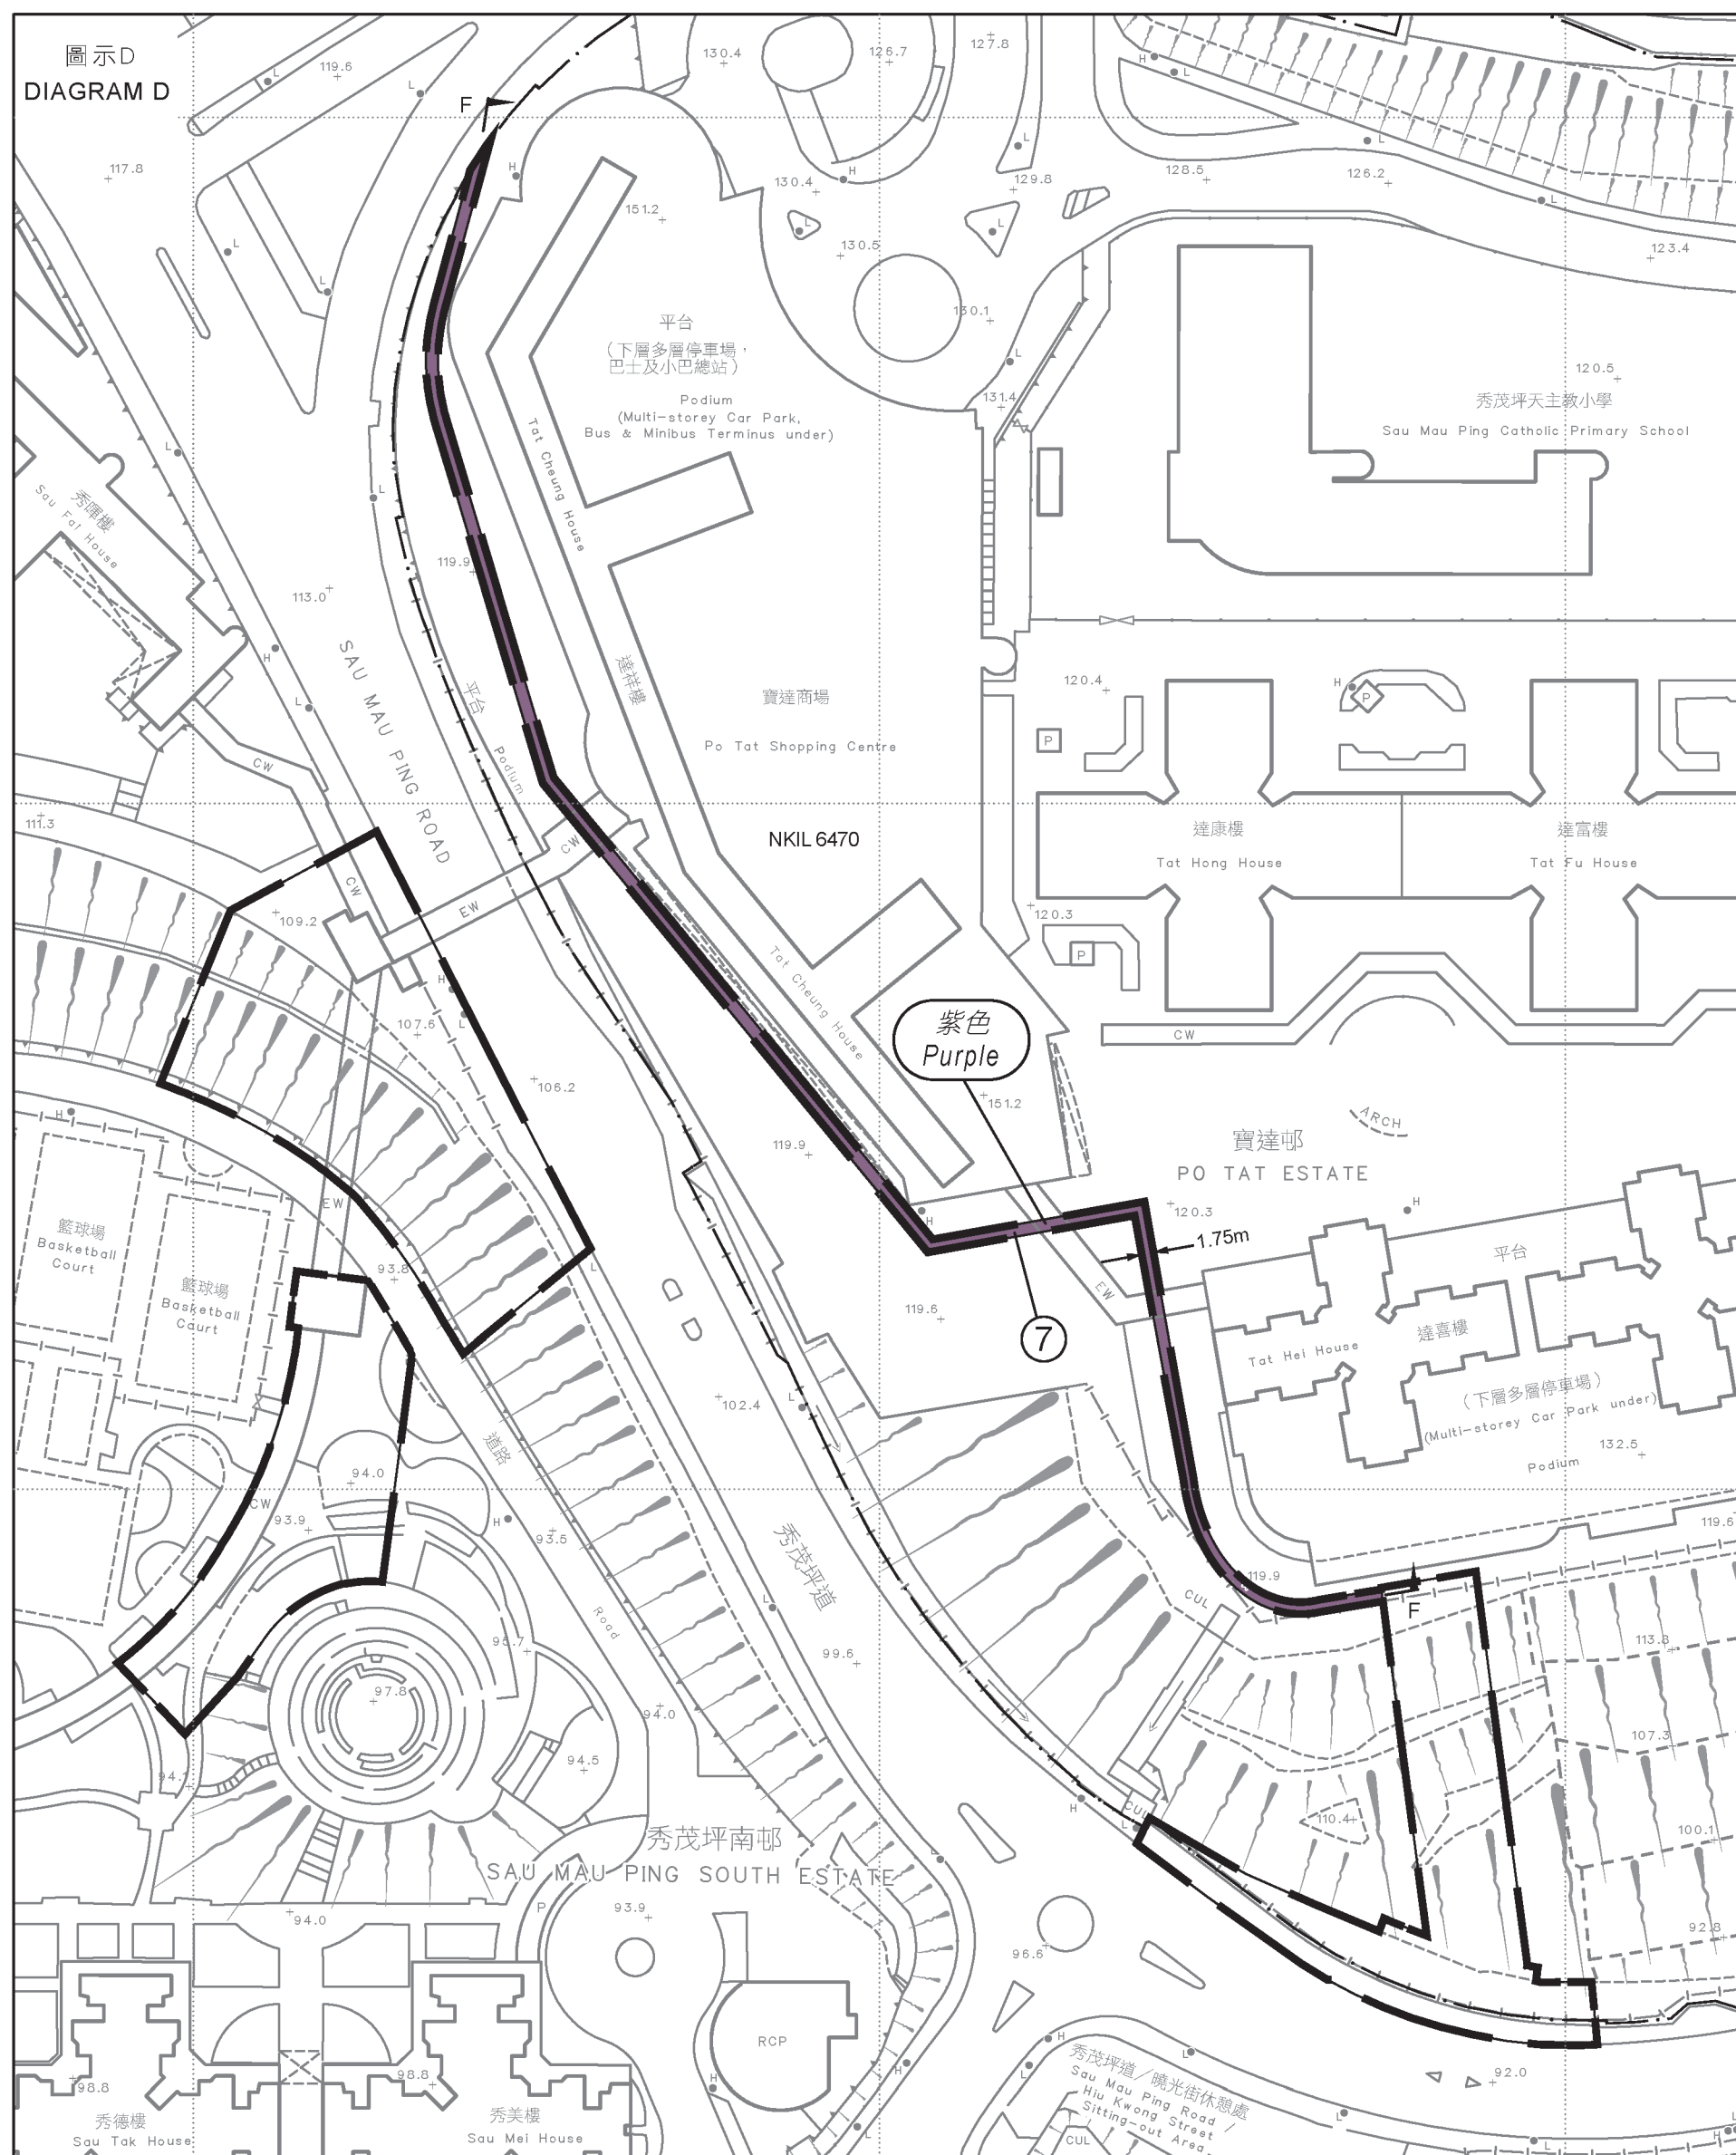 圖示D
DIAGRAM D
119.6
130.4
126.7
127.8
117.8
F
151.2
130.4
129.8
128.5
126.2
130.5
123.4
130.1
平台
(下層多層停車場，
巴士及小巴總站)
Podium
(Multi-storey Car Park,
Bus & Minibus Terminus under)
131.4
120.5
秀茂坪天主教小學
Sau Mau Ping Catholic Primary School
Tat Cheung House
秀暉樓
Sau Fai House
119.9
113.0
SAU MAU PING ROAD
平台
Podium
達祥樓
寶達商場
Po Tat Shopping Centre
120.4
P
P
CW
111.3
CW
CW
EW
NKIL 6470
達康樓
Tat Hong House
達富樓
Tat Fu House
109.2
120.3
P
Tat Cheung House
107.6
紫色
Purple
CW
106.2
151.2
ARCH
119.9
寶達邨
PO TAT ESTATE
籃球場
Basketball
Court
EW
120.3
1.75m
93.8
籃球場
Basketball
Court
EW
平台
119.6
7
達喜樓
Tat Hei House
102.4
(下層多層停車場)
(Multi-storey Car Park under)
132.5
Podium
道路
94.0
CW
93.9
93.5
119.6
秀茂坪道
119.9
CUL
F
Road
95.7
99.6
113.8
97.8
94.0
107.3
94.5
94.1
CUL
110.4
100.1
秀茂坪南邨
SAU MAU PING SOUTH ESTATE
94.0
P
93.9
96.6
92.8
RCP
98.8
98.8
92.0
秀茂坪道／曉光街休憩處
Sau Mau Ping Road /
Hiu Kwong Street
Sitting-out Area
CUL
秀德樓
Sau Tak House
秀美樓
Sau Mei House